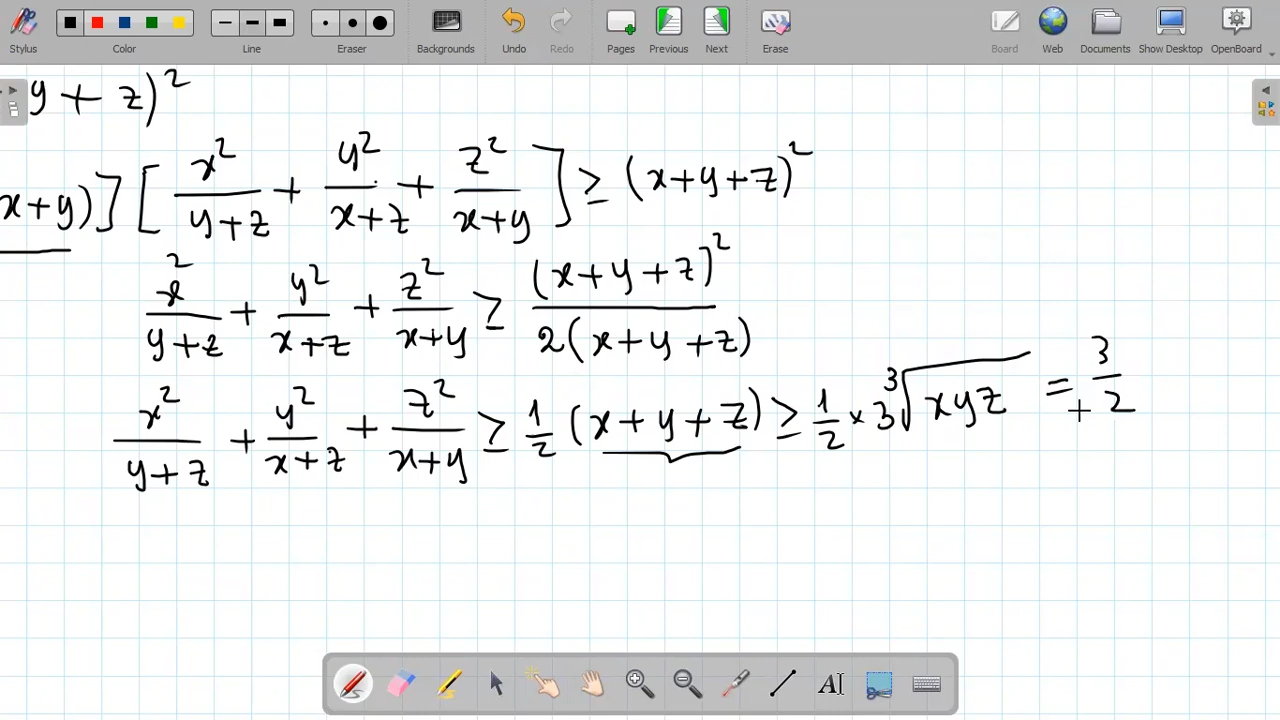 Stylus Color Line Eraser Backgrounds Undo Redo Pages Previous Next Erase Board Web Documents Show Desktop OpenBoard
y + z)²
x+y)] [x²/(y+z) + y²/(x+z) + z²/(x+y)] ≥ (x+y+z)²
x²/(y+z) + y²/(x+z) + z²/(x+y) ≥ (x+y+z)²/2(x+y+z)
x²/(y+z) + y²/(x+z) + z²/(x+y) ≥ 1/2 (x+y+z) ≥ 1/2 × 3 ∛xyz = 3/2